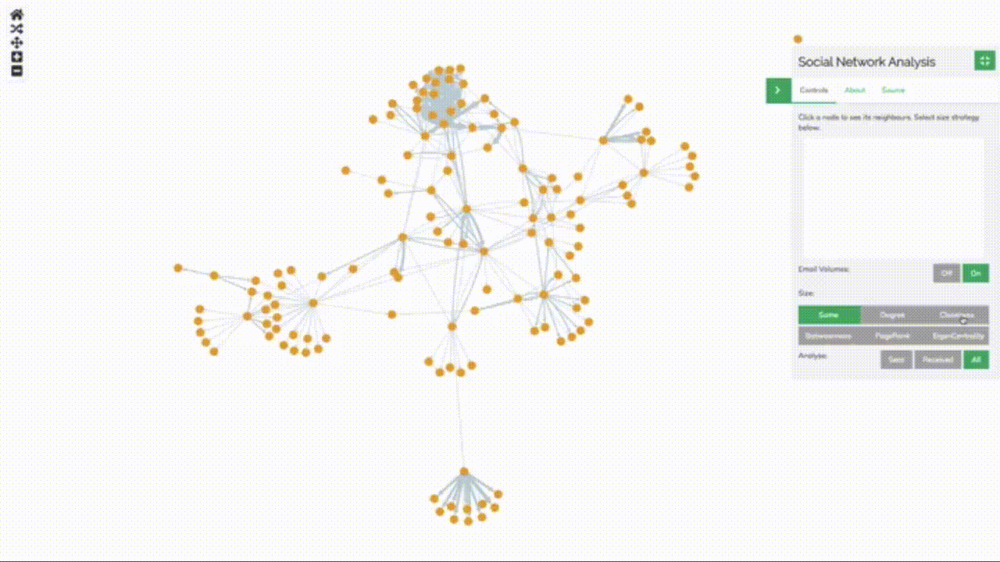 Social Network Analysis
Controls About Source
Click a node to see its neighbours. Select size strategy
below:
Email Volumes:
Off On
Size:
Same Degree Closeness
Betweenness PageRank EigenCentrality
Analyse:
Sent Received All